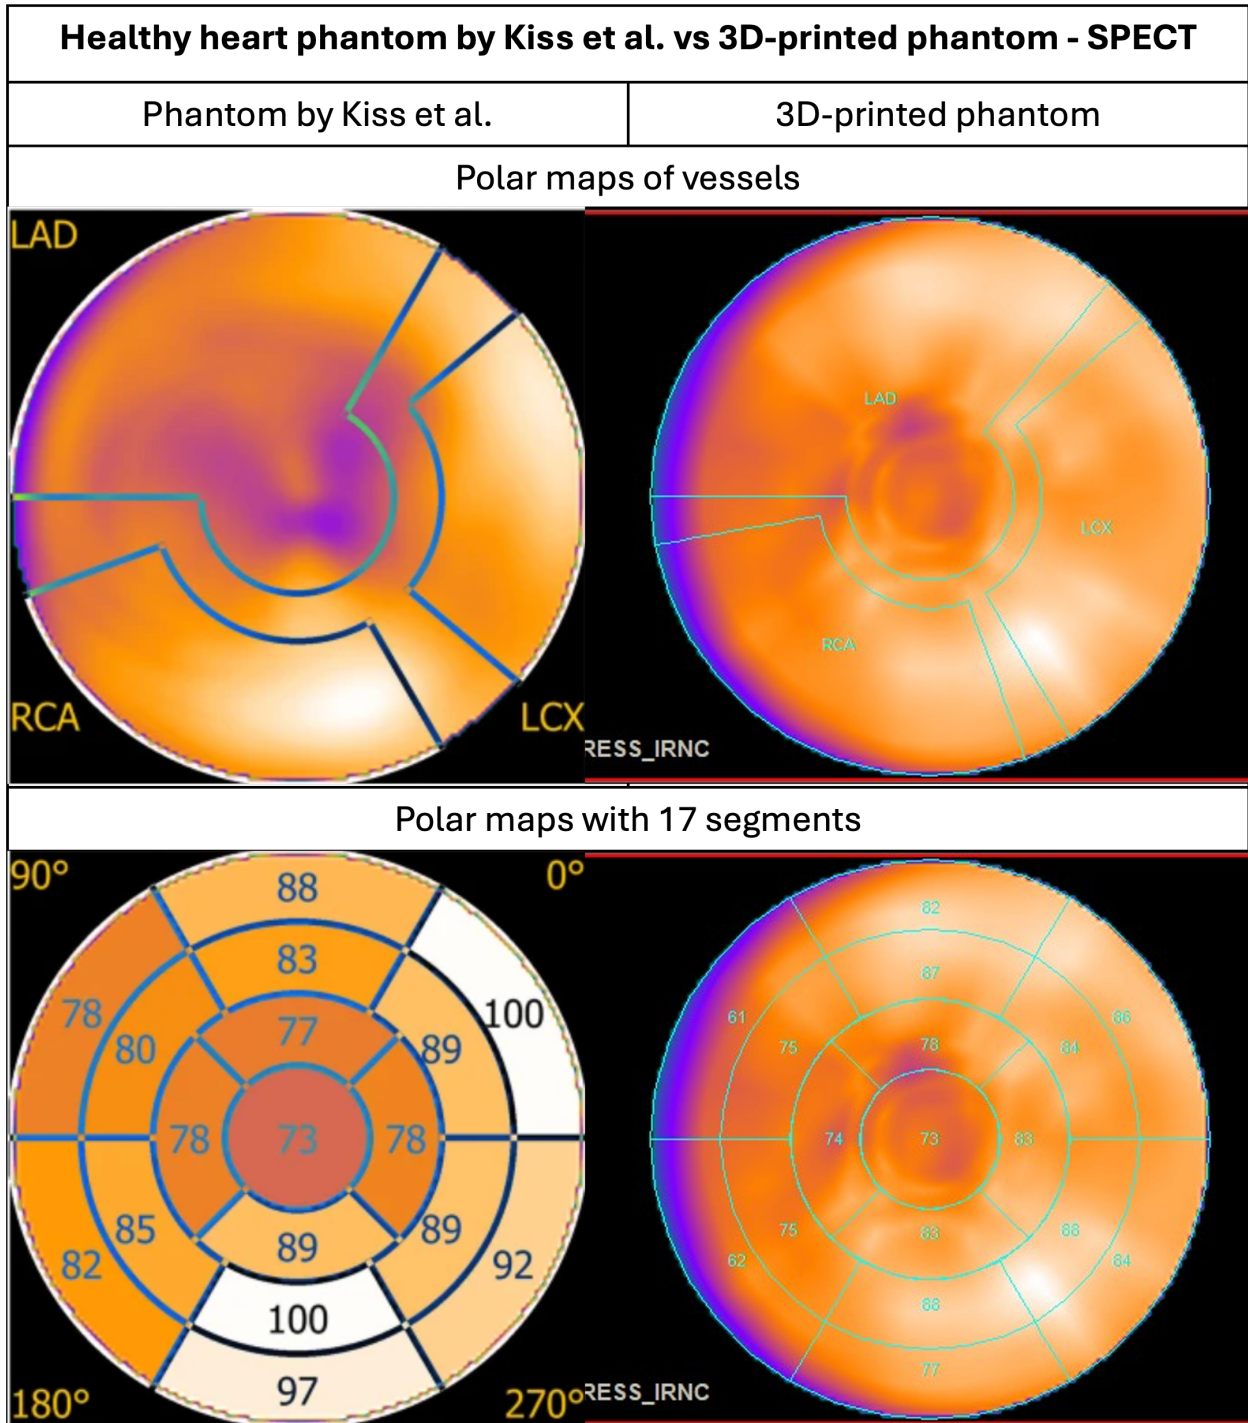 Healthy heart phantom by Kiss et al. vs 3D-printed phantom - SPECT
Phantom by Kiss et al.
3D-printed phantom
Polar maps of vessels
LAD
RCA
LCX
LAD
LCX
RCA
RESS_IRNC
Polar maps with 17 segments
90°
0°
88
83
100
78
77
89
80
78
73
78
85
89
89
82
92
100
97
180°
270°
82
87
61
86
75
78
84
74
73
83
75
83
88
62
84
88
77
RESS_IRNC